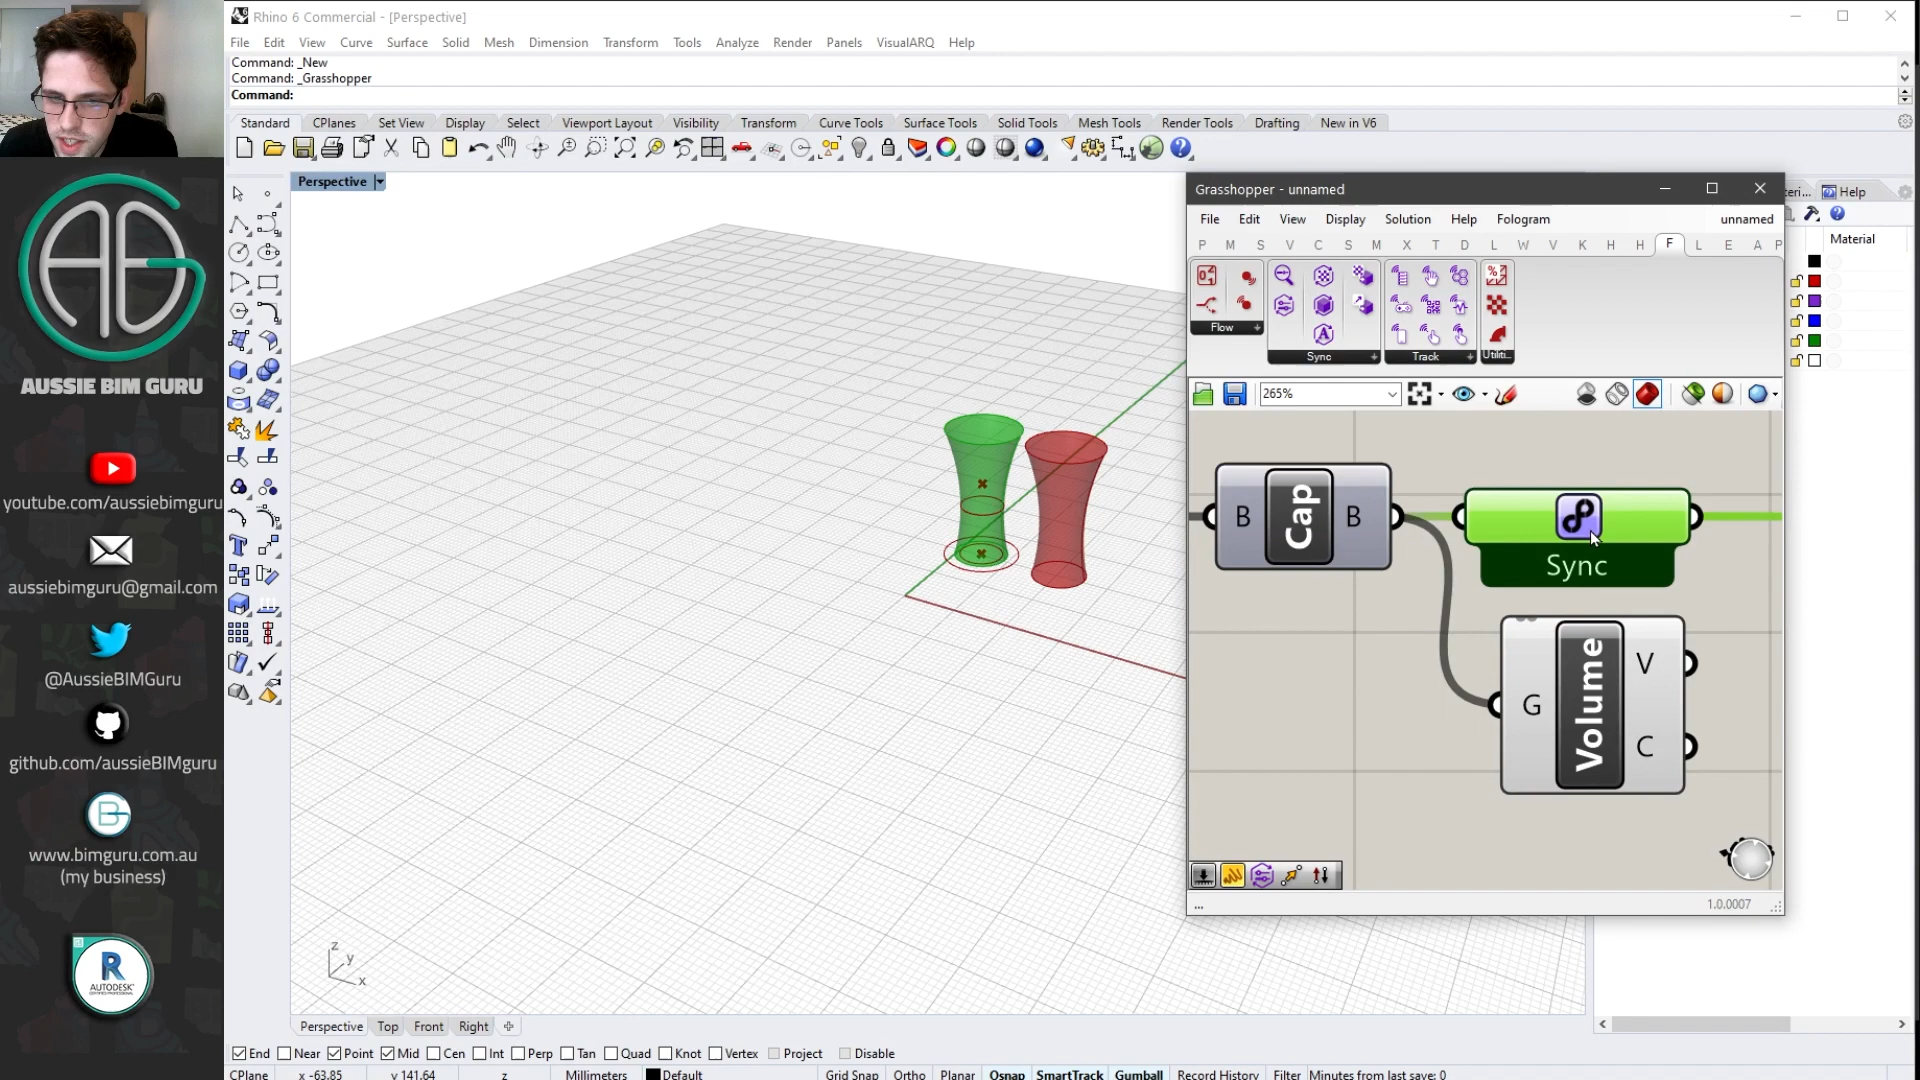 Rhino 6 Commercial - [Perspective]
File Edit View Curve Surface Solid Mesh Dimension Transform Tools Analyze Render Panels VisualARQ Help
Command: _New
Command: _Grasshopper
Command:
Standard CPlanes Set View Display Select Viewport Layout Visibility Transform Curve Tools Surface Tools Solid Tools Mesh Tools Render Tools Drafting New in V6
Perspective
Grasshopper - unnamed
Help
File Edit View Display Solution Help Fologram unnamed
P M S V C S M X T D L W V K H H F L E A P
Material
Flow
Sync
Track
Utiliti...
265%
B Cap B
Sync
Volume
G
V
C
... 1.0.0007
z
y
x
Perspective Top Front Right
End Near Point Mid Cen Int Perp Tan Quad Knot Vertex Project Disable
CPlane x -63.85 y 141.64 z Millimeters Default Grid Snap Ortho Planar Osnap SmartTrack Gumball Record History Filter Minutes from last save: 0
AUSSIE BIM GURU
youtube.com/aussiebimguru
aussiebimguru@gmail.com
@AussieBIMGuru
github.com/aussieBIMguru
www.bimguru.com.au
(my business)
R
AUTODESK